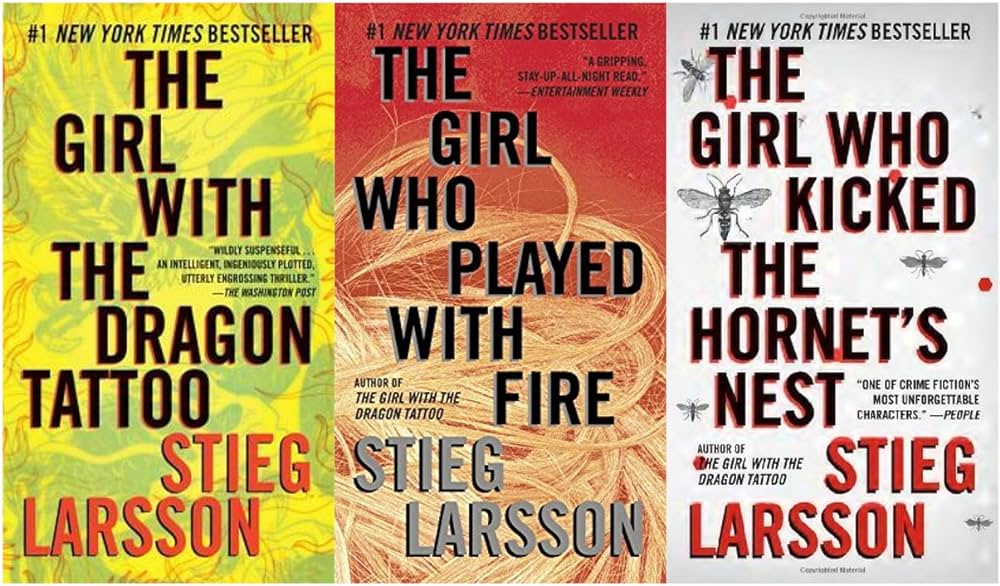 #1 NEW YORK TIMES BESTSELLER
THE
GIRL
WITH
THE
"WILDLY SUSPENSEFUL . . .
AN INTELLIGENT, INGENIOUSLY PLOTTED,
UTTERLY ENGROSSING THRILLER."
—THE WASHINGTON POST
DRAGON
TATTOO
STIEG
LARSSON
#1 NEW YORK TIMES BESTSELLER
"A GRIPPING,
STAY-UP-ALL-NIGHT READ."
—ENTERTAINMENT WEEKLY
THE
GIRL
WHO
PLAYED
WITH
FIRE
AUTHOR OF
THE GIRL WITH THE
DRAGON TATTOO
STIEG
LARSSON
Copyrighted Material
#1 NEW YORK TIMES BESTSELLER
THE
GIRL WHO
KICKED
THE
HORNET'S
NEST
"ONE OF CRIME FICTION'S
MOST UNFORGETTABLE
CHARACTERS." —PEOPLE
AUTHOR OF
THE GIRL WITH THE
DRAGON TATTOO
STIEG
LARSSON
Copyrighted Material